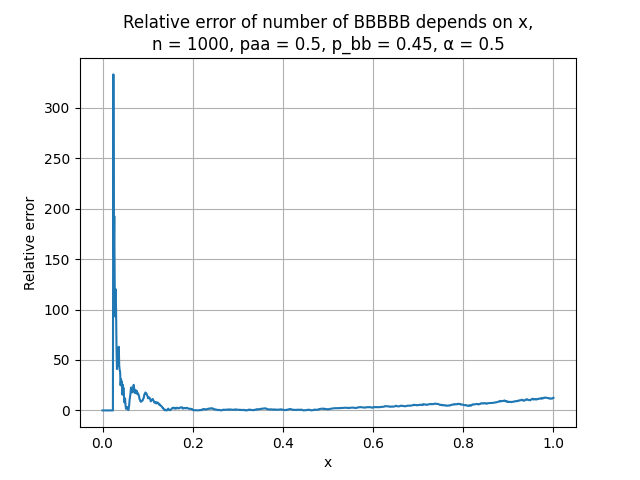 Relative error of number of BBBBB depends on x,
n = 1000, paa = 0.5, p_bb = 0.45, α = 0.5
300
250
200
150
100
50
0
Relative error
0.0 0.2 0.4 0.6 0.8 1.0
x